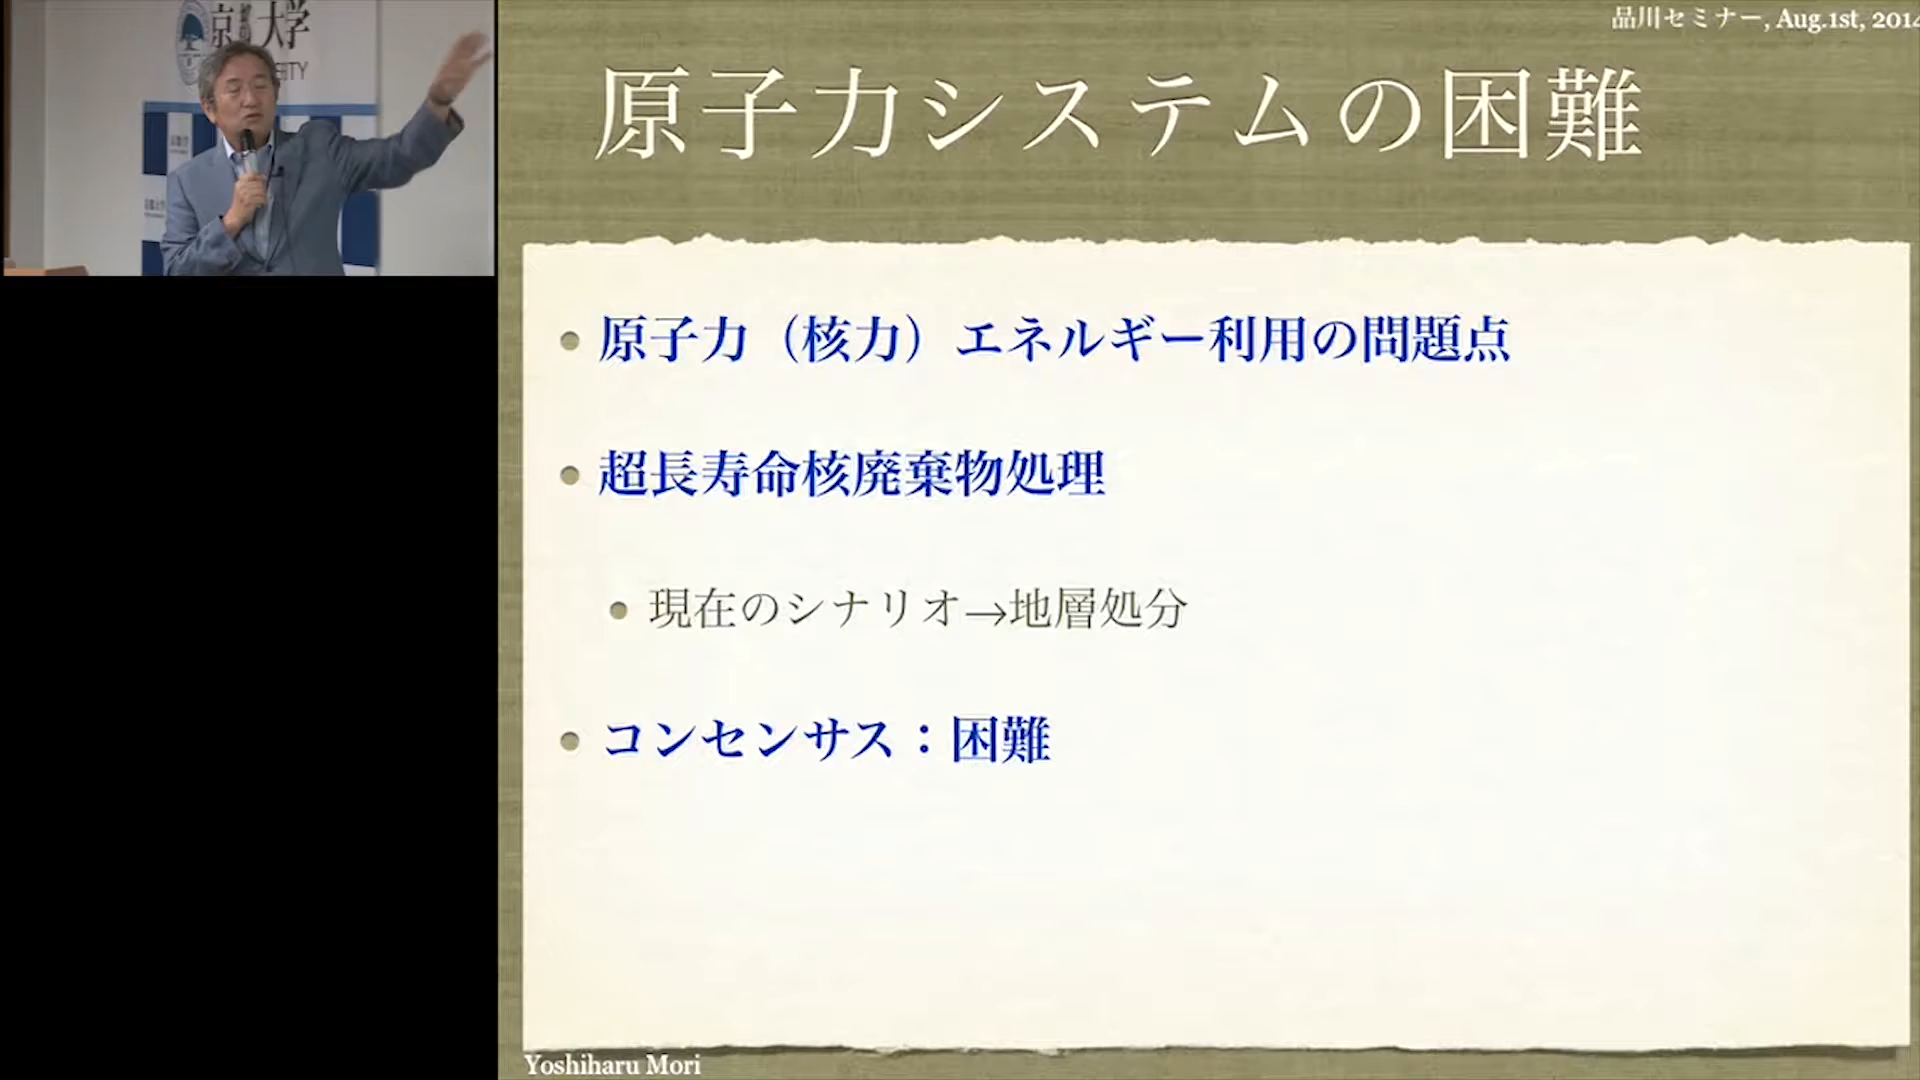 京都大学
品川セミナー, Aug.1st, 2014
原子力システムの困難
原子力（核力）エネルギー利用の問題点
超長寿命核廃棄物処理
現在のシナリオ→地層処分
コンセンサス：困難
Yoshiharu Mori